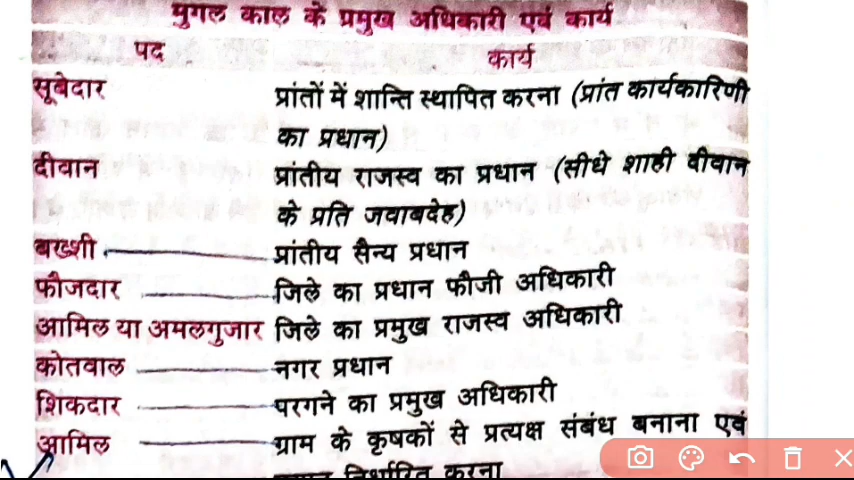 मुगल काल के प्रमुख अधिकारी एवं कार्य
पद कार्य
सूबेदार प्रांतों में शान्ति स्थापित करना (प्रांत कार्यकारिणी
का प्रधान)
दीवान प्रांतीय राजस्व का प्रधान (सीधे शाही दीवान
के प्रति जवाबदेह)
बख्शी प्रांतीय सैन्य प्रधान
फौजदार जिले का प्रधान फौजी अधिकारी
आमिल या अमलगुजार जिले का प्रमुख राजस्व अधिकारी
कोतवाल नगर प्रधान
शिकदार परगने का प्रमुख अधिकारी
आमिल ग्राम के कृषकों से प्रत्यक्ष संबंध बनाना एवं
निर्धारित करना